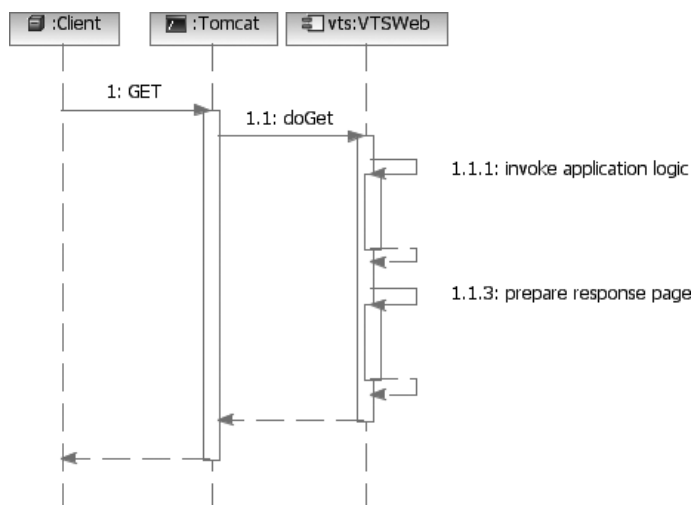 :Client
:Tomcat
vts:VTSWeb
1: GET
1.1: doGet
1.1.1: invoke application logic
1.1.3: prepare response page